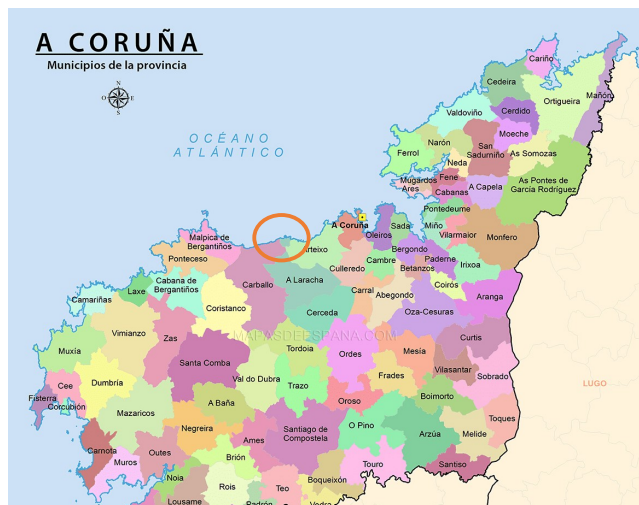 A CORUÑA
Municipios de la provincia
N
O
E
S
OCÉANO
ATLÁNTICO
Cariño
Cedeira
Ortigueira
Mañón
Valdoviño
Cerdido
Moeche
Ferrol
Narón
San
Sadurniño
Neda
As Somozas
Mugardos
Fene
Ares
Cabanas
A Capela
As Pontes de
García Rodríguez
Pontedeume
Miño
Vilarmaior
Monfero
A Coruña
Oleiros
Sada
Bergondo
Paderne
Irixoa
Malpica de
Bergantiños
Ponteceso
Arteixo
Culleredo
Cambre
Betanzos
Coirós
Aranga
Camariñas
Laxe
Cabana de
Bergantiños
Carballo
A Laracha
Carral
Abegondo
Oza-Cesuras
Coristanco
Cerceda
Vimianzo
Zas
MAPASDEESPANA.COM
Curtis
Muxía
Santa Comba
Tordoia
Ordes
Mesía
Vilasantar
Sobrado
LUGO
Cee
Dumbría
Val do Dubra
Trazo
Frades
Fisterra
Corcubión
Mazaricos
A Baña
Oroso
Boimorto
Toques
Carnota
Negreira
Santiago de
Compostela
O Pino
Arzúa
Melide
Muros
Outes
Ames
Brión
Touro
Santiso
Noia
Rois
Teo
Boqueixón
Lousame
Padrón
Vedra